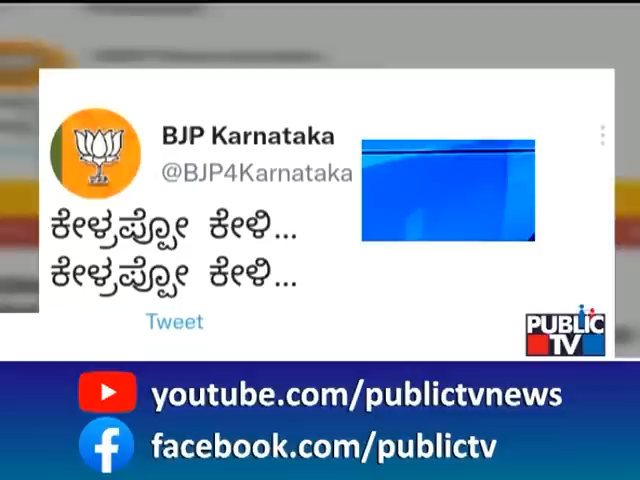 BJP Karnataka
@BJP4Karnataka
ಕೇಳ್ರಪ್ಪೋ ಕೇಳಿ...
ಕೇಳ್ರಪ್ಪೋ ಕೇಳಿ...
Tweet
PUBLIC
TV
youtube.com/publictvnews
facebook.com/publictv